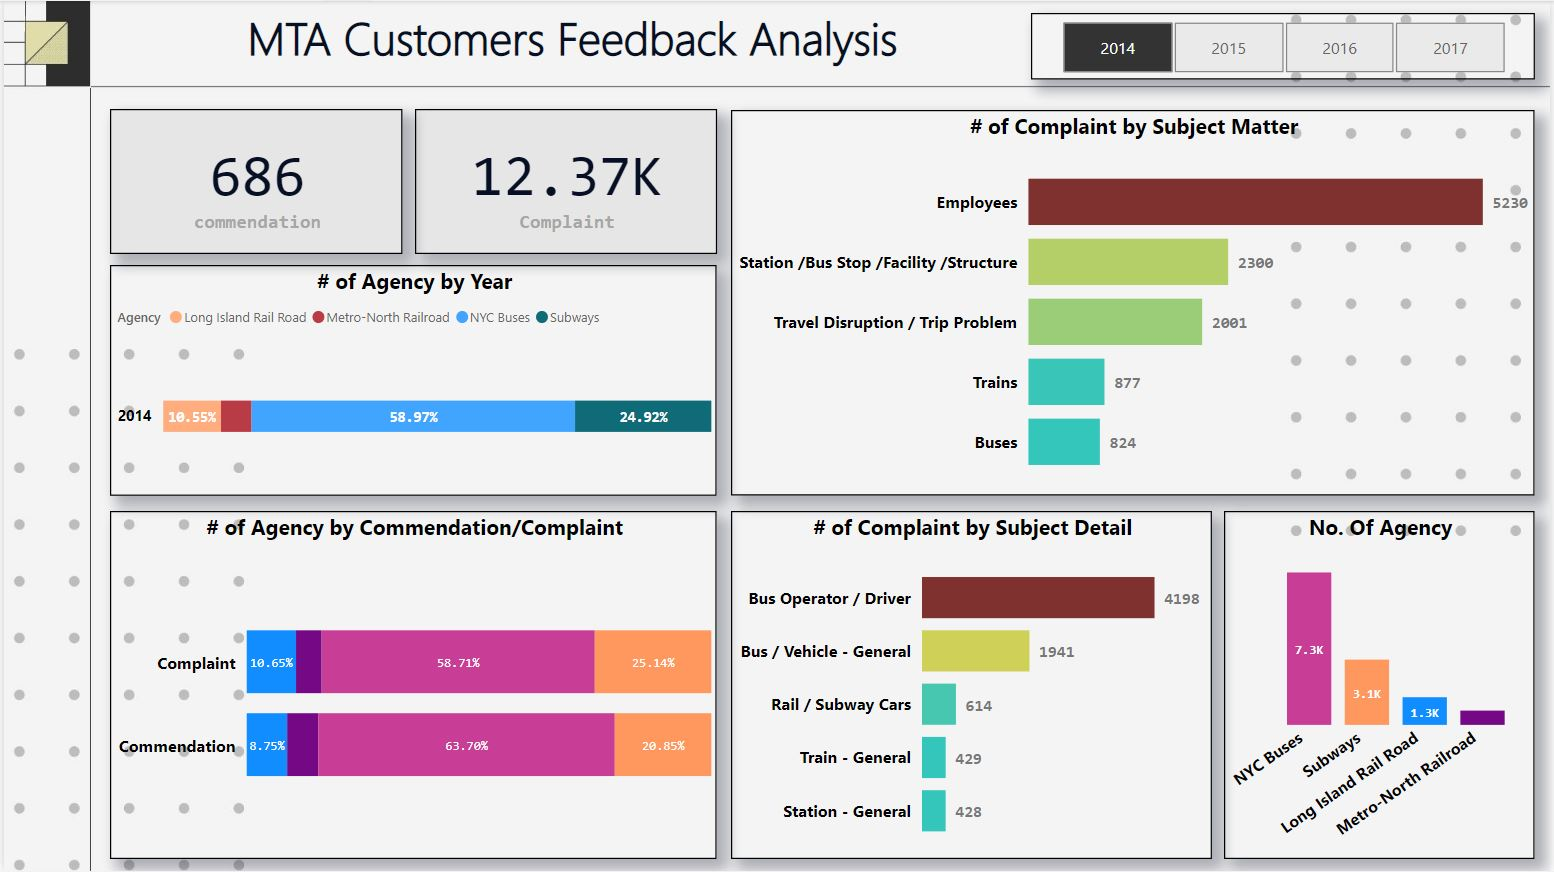 MTA Customers Feedback Analysis
2014
2015
2016
2017
686
commendation
12.37K
Complaint
# of Agency by Year
Agency Long Island Rail Road Metro-North Railroad NYC Buses Subways
2014 10.55% 58.97% 24.92%
# of Complaint by Subject Matter
Employees 5230
Station /Bus Stop /Facility /Structure 2300
Travel Disruption / Trip Problem 2001
Trains 877
Buses 824
# of Agency by Commendation/Complaint
Complaint 10.65% 58.71% 25.14%
Commendation 8.75% 63.70% 20.85%
# of Complaint by Subject Detail
Bus Operator / Driver 4198
Bus / Vehicle - General 1941
Rail / Subway Cars 614
Train - General 429
Station - General 428
No. Of Agency
7.3K
3.1K
1.3K
NYC Buses
Subways
Long Island Rail Road
Metro-North Railroad